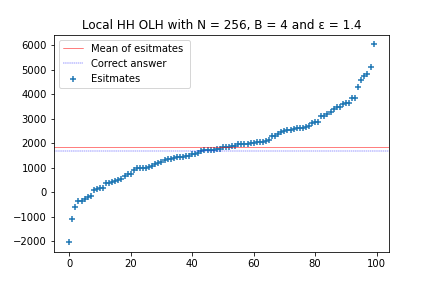 Local HH OLH with N = 256, B = 4 and ε = 1.4
Mean of esitmates
Correct answer
Esitmates
6000
5000
4000
3000
2000
1000
0
−1000
−2000
0 20 40 60 80 100